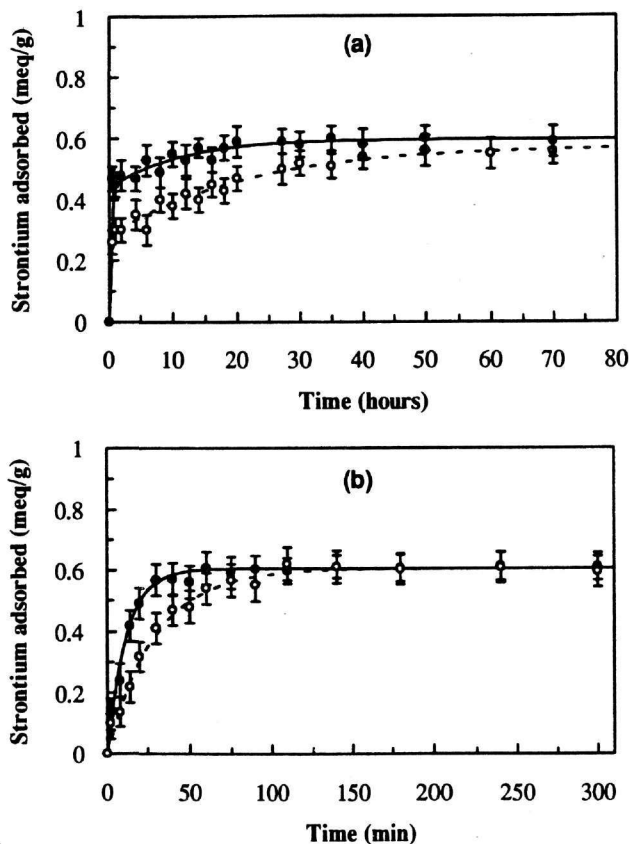 (a)
Strontium adsorbed (meq/g)
1
0.8
0.6
0.4
0.2
0
0 10 20 30 40 50 60 70 80
Time (hours)
(b)
Strontium adsorbed (meq/g)
1
0.8
0.6
0.4
0.2
0
0 50 100 150 200 250 300
Time (min)